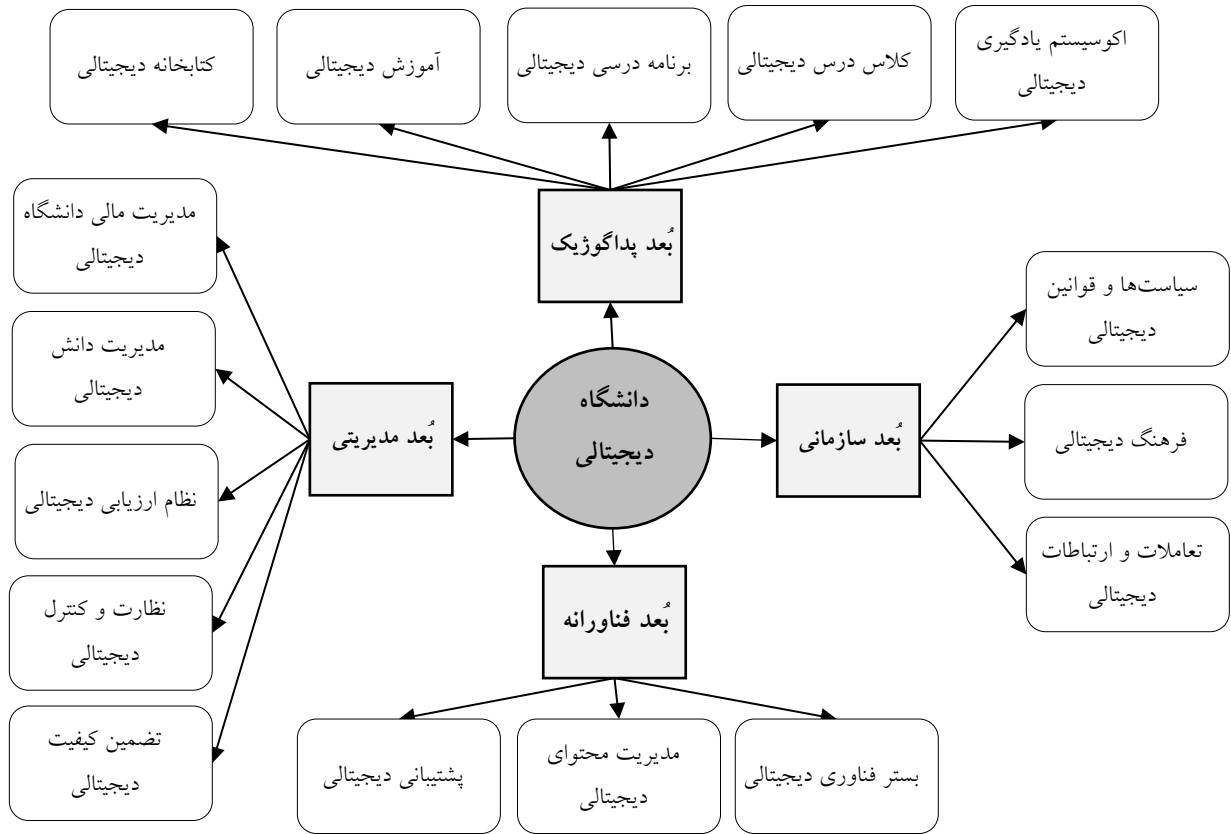 اکوسیستم یادگیری
دیجیتالی
کلاس درس دیجیتالی
برنامه درسی دیجیتالی
آموزش دیجیتالی
کتابخانه دیجیتالی
بُعد پداگوژیک
سیاست‌ها و قوانین
دیجیتالی
فرهنگ دیجیتالی
تعاملات و ارتباطات
دیجیتالی
بُعد سازمانی
دانشگاه
دیجیتالی
بُعد مدیریتی
مدیریت مالی دانشگاه
دیجیتالی
مدیریت دانش
دیجیتالی
نظام ارزیابی دیجیتالی
نظارت و کنترل
دیجیتالی
تضمین کیفیت
دیجیتالی
بُعد فناورانه
بستر فناوری دیجیتالی
مدیریت محتوای
دیجیتالی
پشتیبانی دیجیتالی